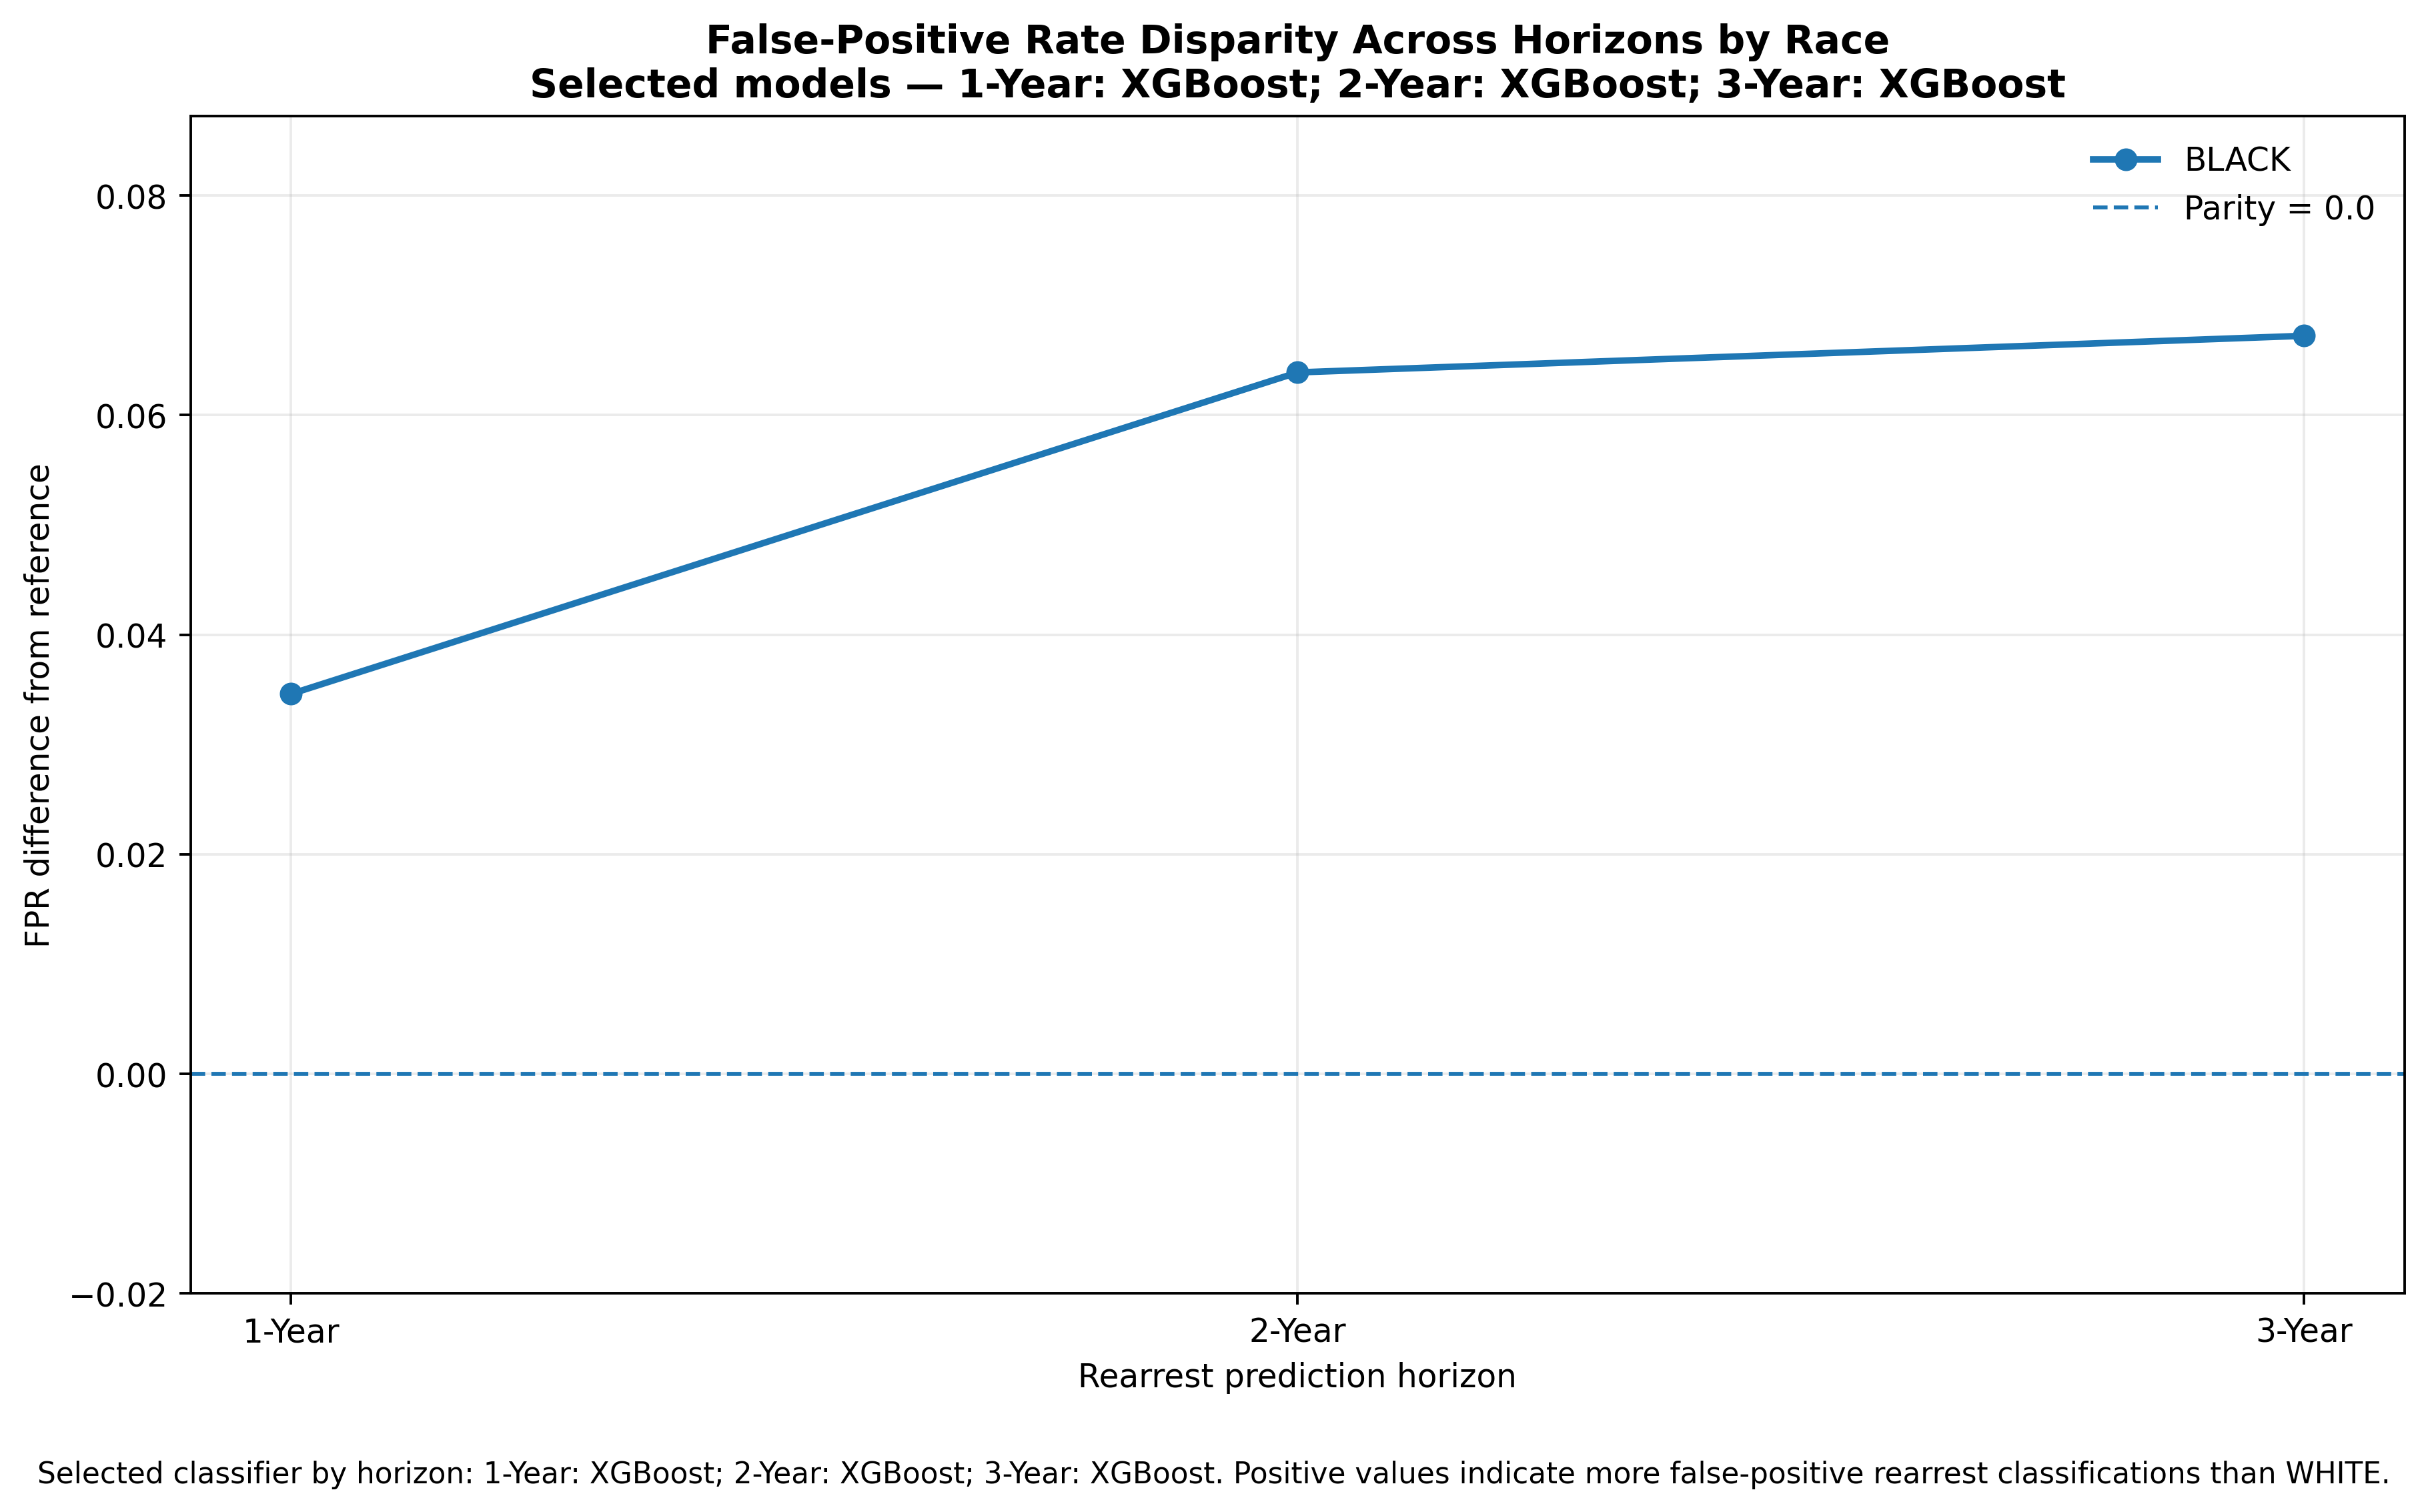 False-Positive Rate Disparity Across Horizons by Race
Selected models — 1-Year: XGBoost; 2-Year: XGBoost; 3-Year: XGBoost
BLACK
Parity = 0.0
FPR difference from reference
0.08
0.06
0.04
0.02
0.00
−0.02
1-Year
2-Year
3-Year
Rearrest prediction horizon
Selected classifier by horizon: 1-Year: XGBoost; 2-Year: XGBoost; 3-Year: XGBoost. Positive values indicate more false-positive rearrest classifications than WHITE.